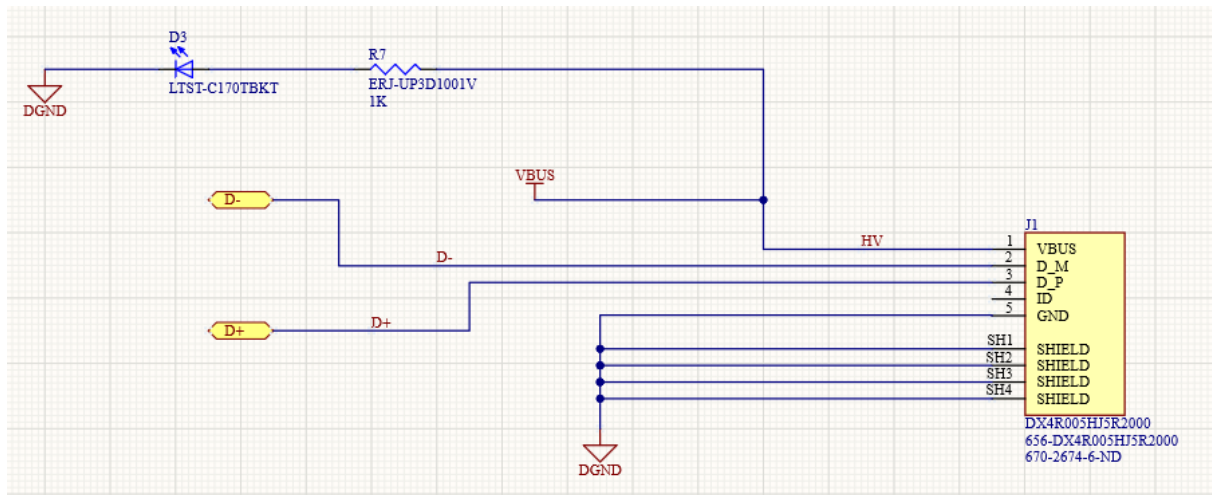 D3
LTST-C170TBKT
R7
ERJ-UP3D1001V
1K
DGND
VBUS
D-
D-
HV
D+
D+
J1
1 VBUS
2 D_M
3 D_P
4 ID
5 GND
SH1 SHIELD
SH2 SHIELD
SH3 SHIELD
SH4 SHIELD
DX4R005HJ5R2000
656-DX4R005HJ5R2000
670-2674-6-ND
DGND